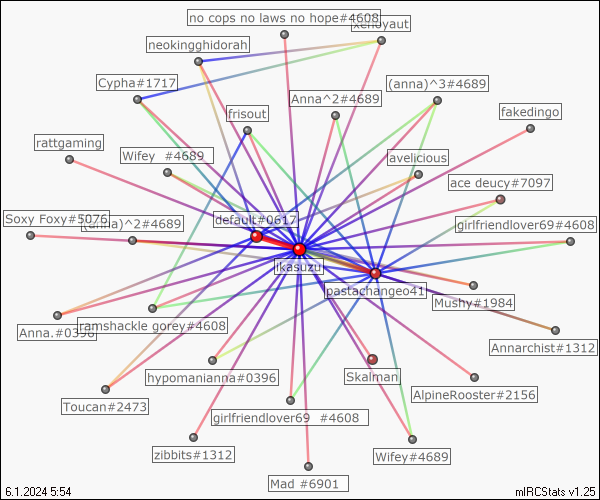 no cops no laws no hope#4608
xenoyaut
neokingghidorah
Cypha#1717
(anna)^3#4689
Anna^2#4689
frisout
fakedingo
rattgaming
Wifey #4689
avelicious
ace deucy#7097
Soxy Foxy#5076
(anna)^2#4689
default#0617
girlfriendlover69#4608
ikasuzu
pastachangeo41
Mushy#1984
Anna.#0396
ramshackle gorey#4608
Annarchist#1312
hypomanianna#0396
Skalman
AlpineRooster#2156
Toucan#2473
girlfriendlover69 #4608
zibbits#1312
Wifey#4689
Mad #6901
6.1.2024 5:54
mIRCStats v1.25